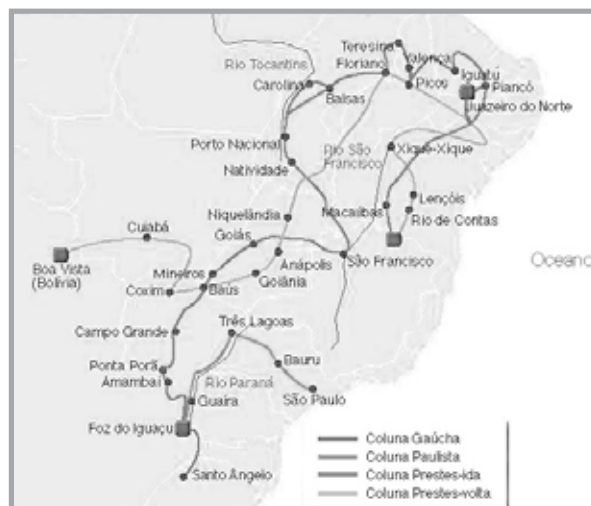 Teresina
Valença
Floriano
Iguatú
Rio Tocantins
Carolina
Balsas
Picos
Piancó
Juazeiro do Norte
Porto Nacional
Rio São
Francisco
Xique-Xique
Natividade
Lençóis
Macaúbas
Rio de Contas
Niquelândia
Cuiabá
Goiás
Boa Vista
(Bolívia)
Mineiros
Anápolis
São Francisco
Oceano
Coxim
Baús
Goiânia
Campo Grande
Três Lagoas
Ponta Porã
Amambaí
Bauru
Rio Paraná
Guaíra
São Paulo
Foz do Iguaçu
Santo Ângelo
Coluna Gaúcha
Coluna Paulista
Coluna Prestes-ida
Coluna Prestes-volta